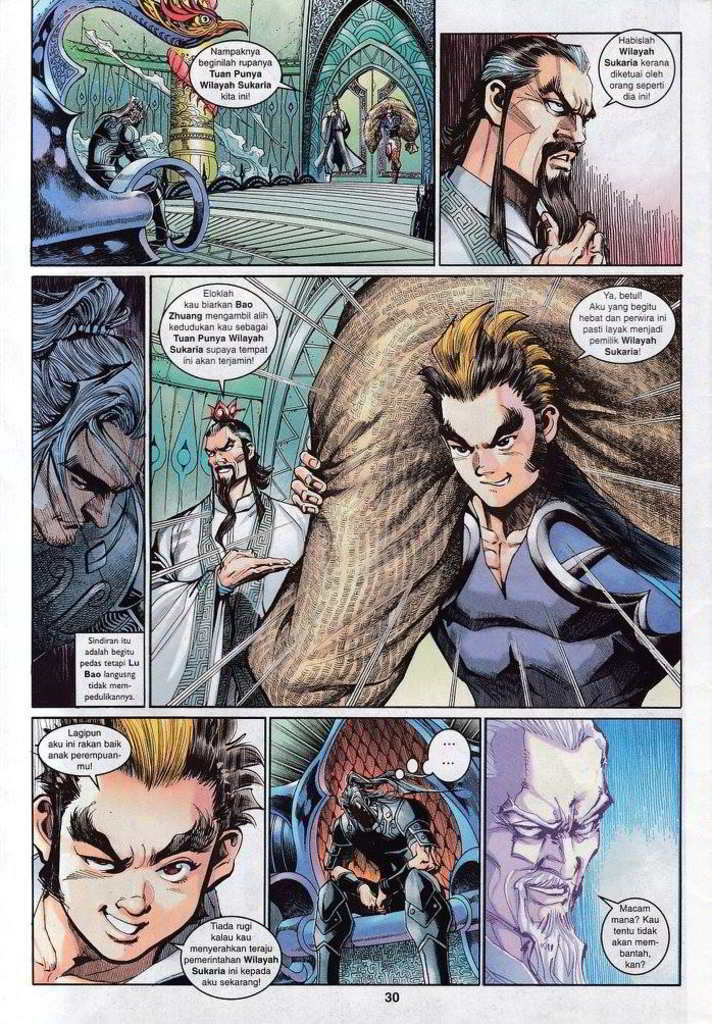 Nampaknya
beginilah rupanya
Tuan Punya
Wilayah Sukaria
kita ini!
Habislah
Wilayah
Sukaria kerana
diketuai oleh
orang seperti
dia ini!
Eloklah
kau biarkan Bao
Zhuang mengambil alih
kedudukan kau sebagai
Tuan Punya Wilayah
Sukaria supaya tempat
ini akan terjamin!
Ya, betul!
Aku yang begitu
hebat dan perwira ini
pasti layak menjadi
pemilik Wilayah
Sukaria!
Sindiran itu
adalah begitu
pedas tetapi Lu
Bao langusng
tidak mem-
pedulikannya.
Lagipun
aku ini rakan baik
anak perempuan-
mu!
Tiada rugi
kalau kau
menyerahkan teraju
pemerintahan Wilayah
Sukaria ini kepada
aku sekarang!
...
...
Macam
mana? Kau
tentu tidak
akan mem-
bantah,
kan?
30